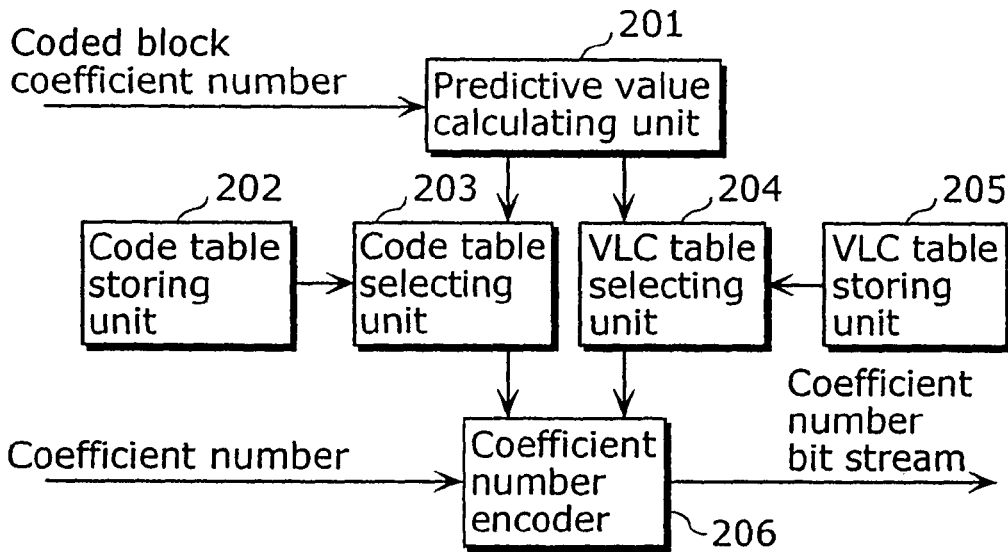 201
Coded block
coefficient number
Predictive value
calculating unit
202
203
204
205
Code table
storing
unit
Code table
selecting
unit
VLC table
selecting
unit
VLC table
storing
unit
Coefficient
number
bit stream
Coefficient number
Coefficient
number
encoder
206